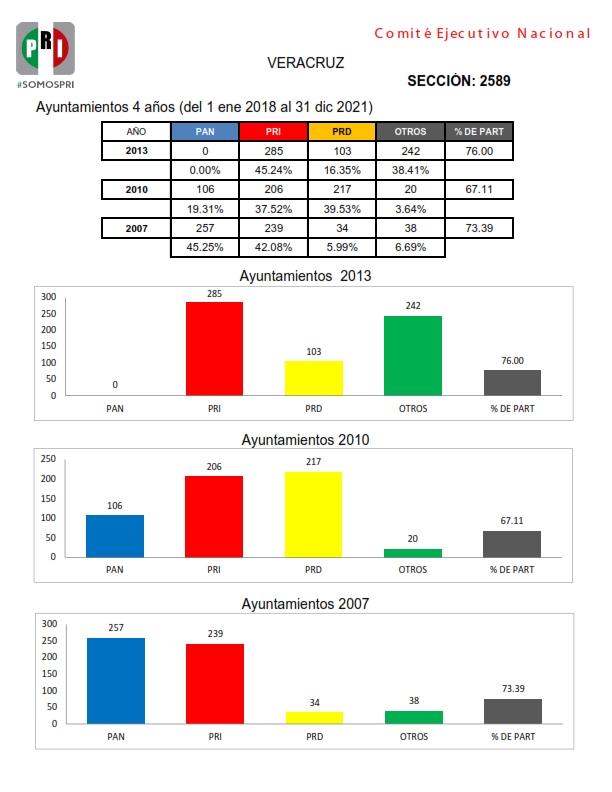 Comité Ejecutivo Nacional
PRI
#SOMOSPRI
VERACRUZ
SECCIÓN: 2589
Ayuntamientos 4 años (del 1 ene 2018 al 31 dic 2021)
AÑO PAN PRI PRD OTROS % DE PART
2013 0 285 103 242 76.00
0.00% 45.24% 16.35% 38.41%
2010 106 206 217 20 67.11
19.31% 37.52% 39.53% 3.64%
2007 257 239 34 38 73.39
45.25% 42.08% 5.99% 6.69%
Ayuntamientos 2013
300
250
200
150
100
50
0
0 285 103 242 76.00
PAN PRI PRD OTROS % DE PART
Ayuntamientos 2010
250
200
150
100
50
0
106 206 217 20 67.11
PAN PRI PRD OTROS % DE PART
Ayuntamientos 2007
300
250
200
150
100
50
0
257 239 34 38 73.39
PAN PRI PRD OTROS % DE PART